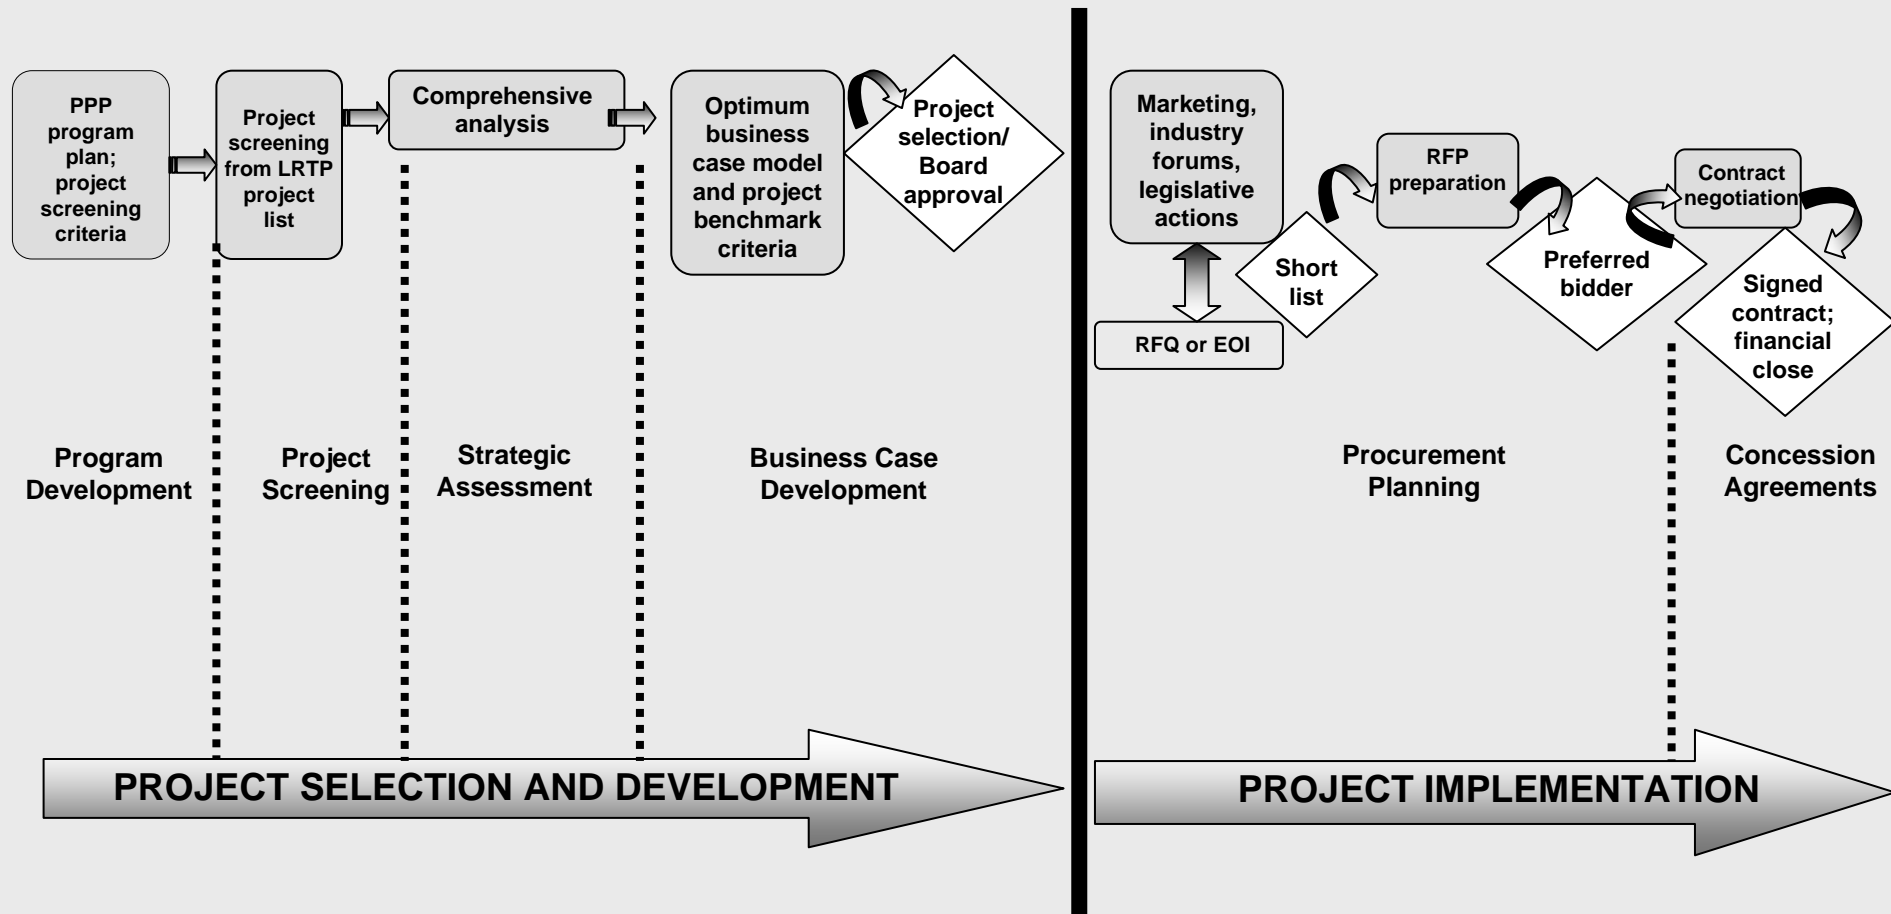 PPP
program
plan;
project
screening
criteria
Project
screening
from LRTP
project
list
Comprehensive
analysis
Optimum
business
case model
and project
benchmark
criteria
Project
selection/
Board
approval
Marketing,
industry
forums,
legislative
actions
RFQ or EOI
Short
list
RFP
preparation
Preferred
bidder
Contract
negotiation
Signed
contract;
financial
close
Program
Development
Project
Screening
Strategic
Assessment
Business Case
Development
Procurement
Planning
Concession
Agreements
PROJECT SELECTION AND DEVELOPMENT
PROJECT IMPLEMENTATION